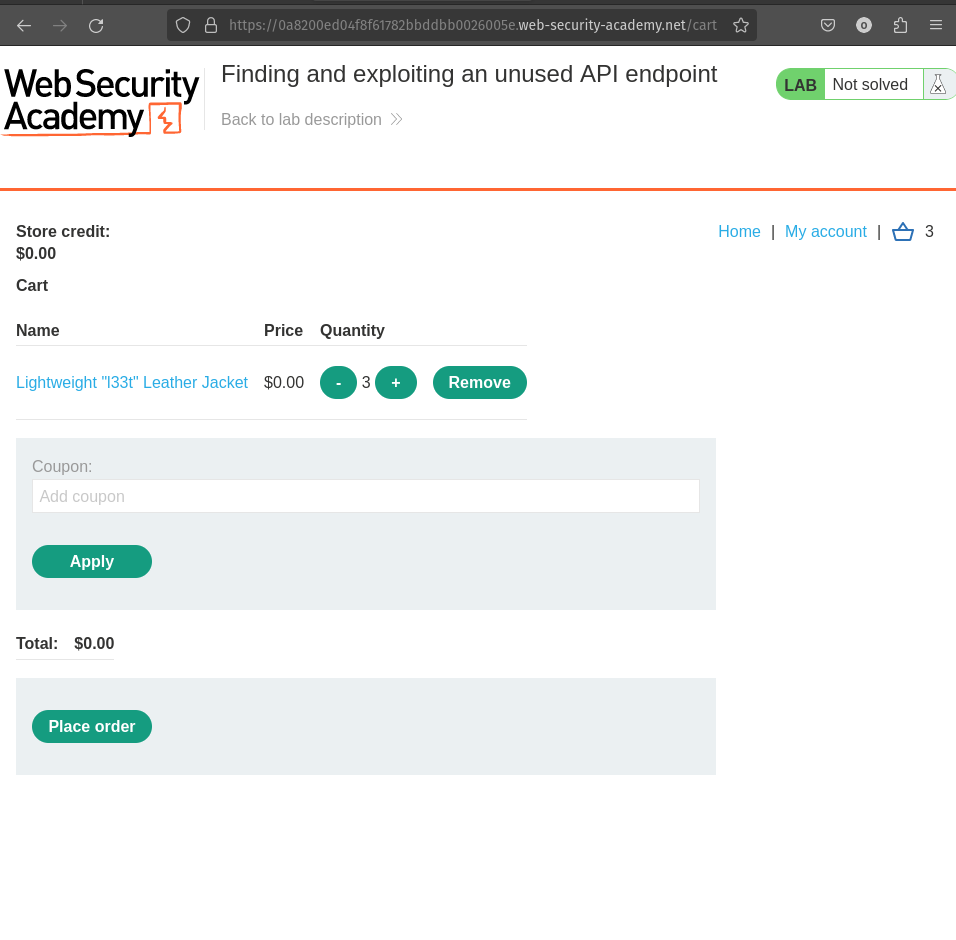 https://0a8200ed04f8f61782bbddbb0026005e.web-security-academy.net/cart
Web Security
Academy
Finding and exploiting an unused API endpoint
Back to lab description
LAB Not solved
Store credit:
$0.00
Home | My account | 3
Cart
Name Price Quantity
Lightweight "l33t" Leather Jacket $0.00 - 3 + Remove
Coupon:
Add coupon
Apply
Total: $0.00
Place order